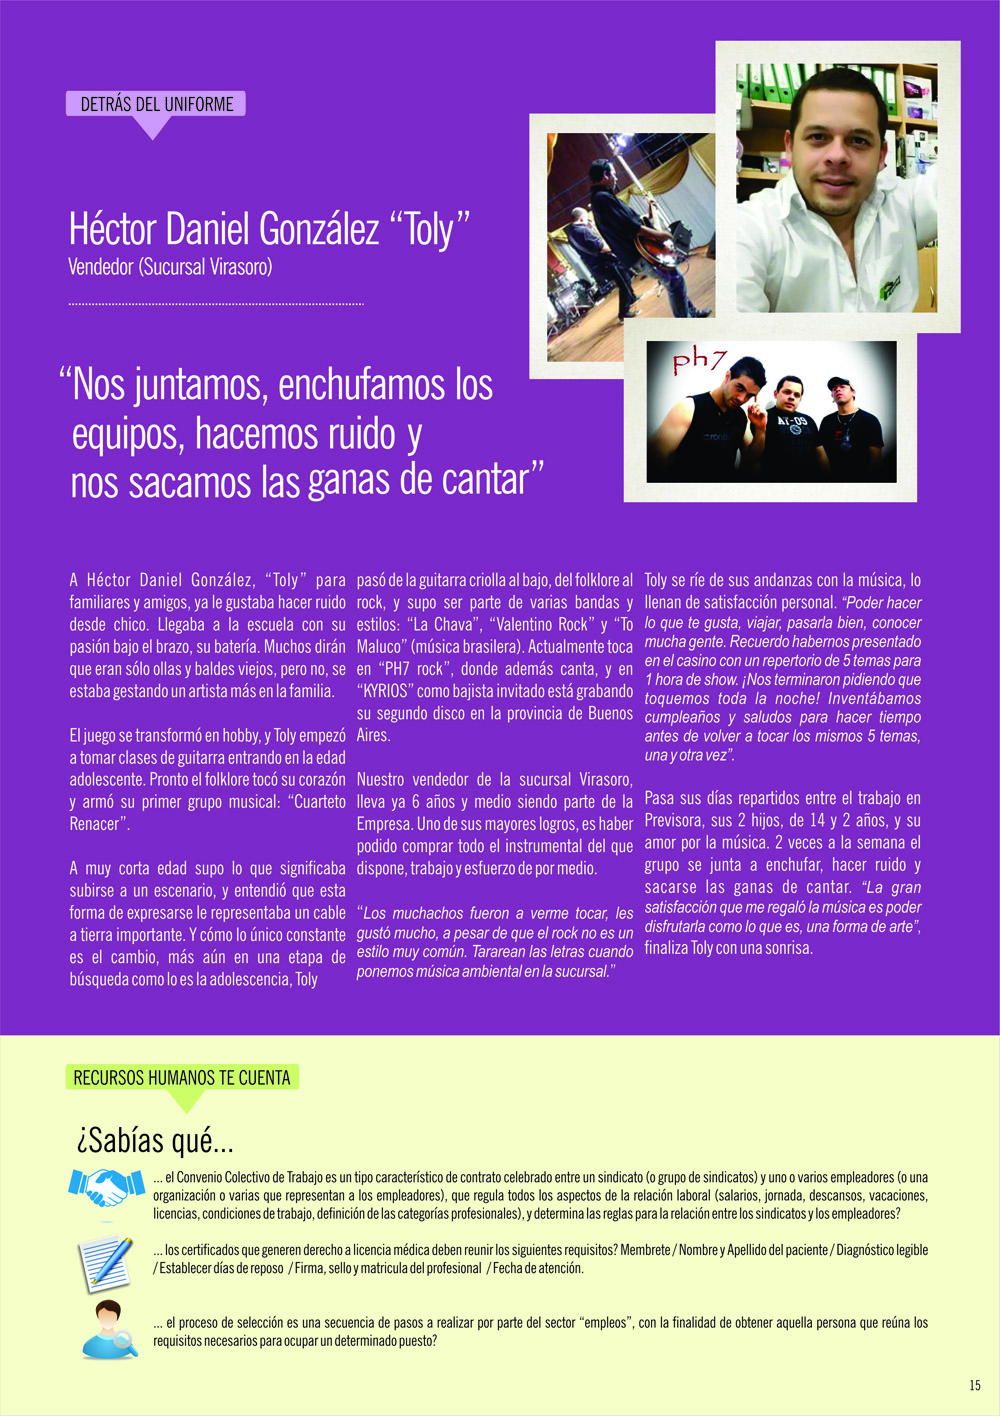 DETRÁS DEL UNIFORME
Héctor Daniel González “Toly”
Vendedor (Sucursal Virasoro)
“Nos juntamos, enchufamos los
equipos, hacemos ruido y
nos sacamos las ganas de cantar”
ph7
AY-09
A Héctor Daniel González, “Toly” para
familiares y amigos, ya le gustaba hacer ruido
desde chico. Llegaba a la escuela con su
pasión bajo el brazo, su batería. Muchos dirán
que eran sólo ollas y baldes viejos, pero no, se
estaba gestando un artista más en la familia.
El juego se transformó en hobby, y Toly empezó
a tomar clases de guitarra entrando en la edad
adolescente. Pronto el folklore tocó su corazón
y armó su primer grupo musical: “Cuarteto
Renacer”.
A muy corta edad supo lo que significaba
subirse a un escenario, y entendió que esta
forma de expresarse le representaba un cable
a tierra importante. Y cómo lo único constante
es el cambio, más aún en una etapa de
búsqueda como lo es la adolescencia, Toly
pasó de la guitarra criolla al bajo, del folklore al
rock, y supo ser parte de varias bandas y
estilos: “La Chava”, “Valentino Rock” y “To
Maluco” (música brasilera). Actualmente toca
en “PH7 rock”, donde además canta, y en
“KYRIOS” como bajista invitado está grabando
su segundo disco en la provincia de Buenos
Aires.
Nuestro vendedor de la sucursal Virasoro,
lleva ya 6 años y medio siendo parte de la
Empresa. Uno de sus mayores logros, es haber
podido comprar todo el instrumental del que
dispone, trabajo y esfuerzo de por medio.
“Los muchachos fueron a verme tocar, les
gustó mucho, a pesar de que el rock no es un
estilo muy común. Tararean las letras cuando
ponemos música ambiental en la sucursal.”
Toly se ríe de sus andanzas con la música, lo
llenan de satisfacción personal. “Poder hacer
lo que te gusta, viajar, pasarla bien, conocer
mucha gente. Recuerdo habernos presentado
en el casino con un repertorio de 5 temas para
1 hora de show. ¡Nos terminaron pidiendo que
toquemos toda la noche! Inventábamos
cumpleaños y saludos para hacer tiempo
antes de volver a tocar los mismos 5 temas,
una y otra vez”.
Pasa sus días repartidos entre el trabajo en
Previsora, sus 2 hijos, de 14 y 2 años, y su
amor por la música. 2 veces a la semana el
grupo se junta a enchufar, hacer ruido y
sacarse las ganas de cantar. “La gran
satisfacción que me regaló la música es poder
disfrutarla como lo que es, una forma de arte”,
finaliza Toly con una sonrisa.
RECURSOS HUMANOS TE CUENTA
¿Sabías qué...
... el Convenio Colectivo de Trabajo es un tipo característico de contrato celebrado entre un sindicato (o grupo de sindicatos) y uno o varios empleadores (o una
organización o varias que representan a los empleadores), que regula todos los aspectos de la relación laboral (salarios, jornada, descansos, vacaciones,
licencias, condiciones de trabajo, definición de las categorías profesionales), y determina las reglas para la relación entre los sindicatos y los empleadores?
... los certificados que generen derecho a licencia médica deben reunir los siguientes requisitos? Membrete / Nombre y Apellido del paciente / Diagnóstico legible
/ Establecer días de reposo / Firma, sello y matricula del profesional / Fecha de atención.
... el proceso de selección es una secuencia de pasos a realizar por parte del sector “empleos”, con la finalidad de obtener aquella persona que reúna los
requisitos necesarios para ocupar un determinado puesto?
15